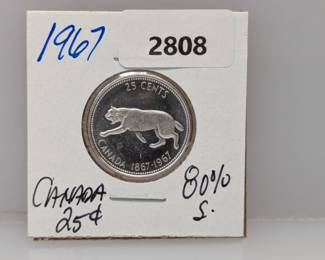 1967
2808
25 CENTS
CANADA 1867-1967
CANADA
25¢
80%
S.